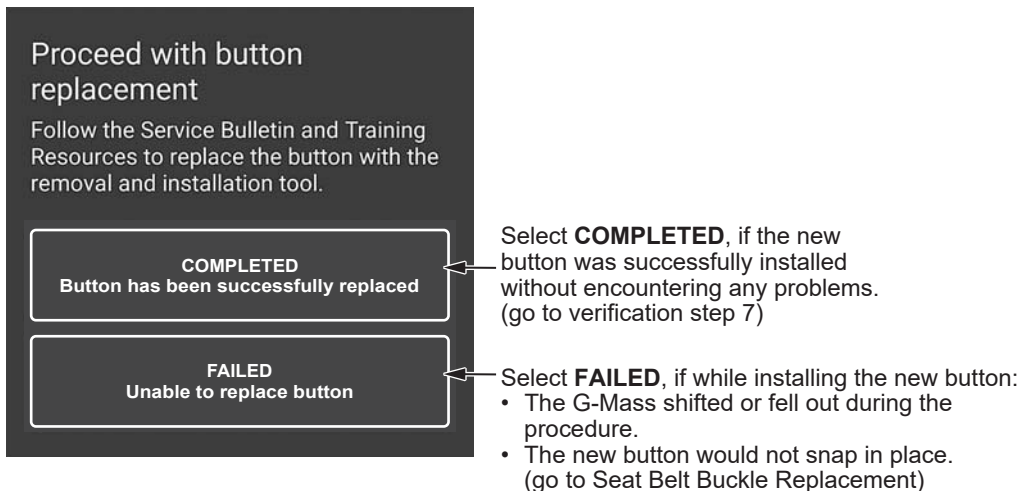 Proceed with button
replacement
Follow the Service Bulletin and Training
Resources to replace the button with the
removal and installation tool.
COMPLETED
Button has been successfully replaced
FAILED
Unable to replace button
Select COMPLETED, if the new
button was successfully installed
without encountering any problems.
(go to verification step 7)
Select FAILED, if while installing the new button:
• The G-Mass shifted or fell out during the
procedure.
• The new button would not snap in place.
(go to Seat Belt Buckle Replacement)